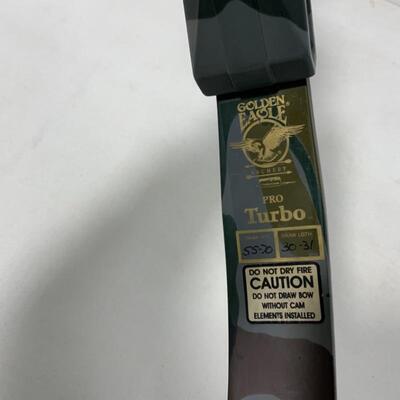 GOLDEN
EAGLE®
ARCHERY
PRO
Turbo
DRAW LGTH.
55-70 30-31
DO NOT DRY FIRE
CAUTION
DO NOT DRAW BOW
WITHOUT CAM
ELEMENTS INSTALLED